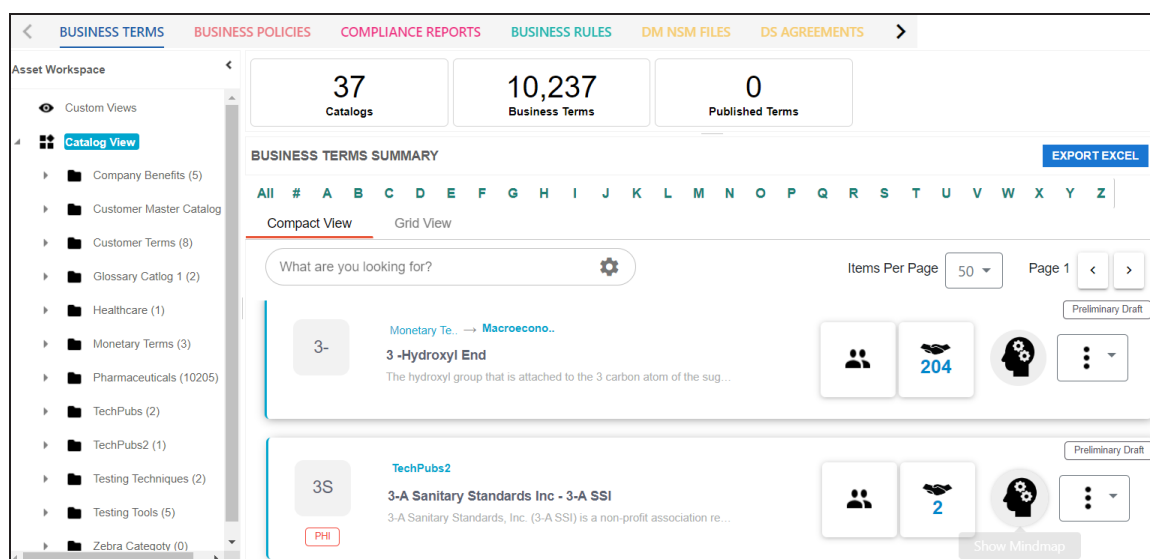 BUSINESS TERMS BUSINESS POLICIES COMPLIANCE REPORTS BUSINESS RULES DM NSM FILES DS AGREEMENTS
Asset Workspace
Custom Views
Catalog View
Company Benefits (5)
Customer Master Catalog
Customer Terms (8)
Glossary Catlog 1 (2)
Healthcare (1)
Monetary Terms (3)
Pharmaceuticals (10205)
TechPubs (2)
TechPubs2 (1)
Testing Techniques (2)
Testing Tools (5)
Zebra Categoty (0)
37 10,237 0
Catalogs Business Terms Published Terms
BUSINESS TERMS SUMMARY EXPORT EXCEL
All # A B C D E F G H I J K L M N O P Q R S T U V W X Y Z
Compact View Grid View
What are you looking for? Items Per Page 50 Page 1
Preliminary Draft
3- Monetary Te.. → Macroecono..
3 -Hydroxyl End
The hydroxyl group that is attached to the 3 carbon atom of the sug...
204
Preliminary Draft
3S TechPubs2
3-A Sanitary Standards Inc - 3-A SSI
3-A Sanitary Standards, Inc. (3-A SSI) is a non-profit association re...
2
PHI
Show Mindmap